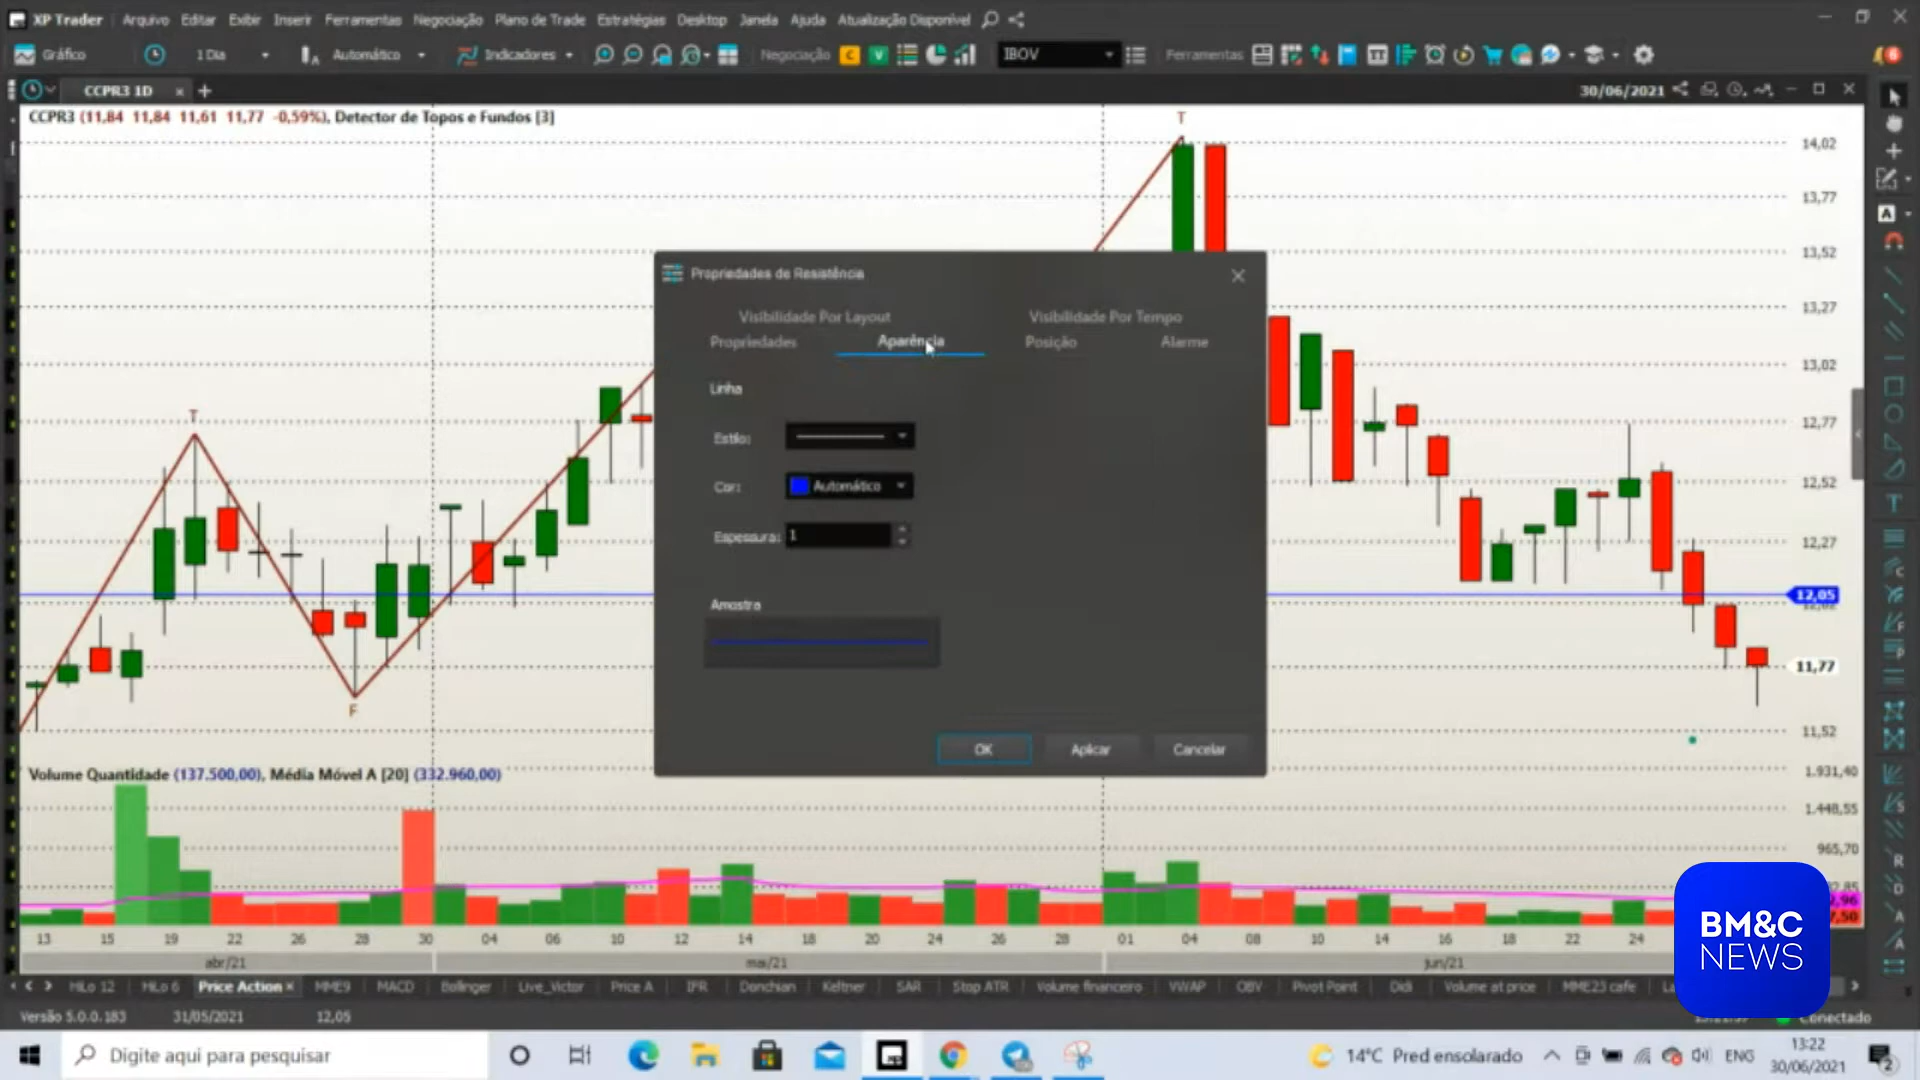 XP Trader Arquivo Editar Exibir Inserir Ferramentas Negociação Plano de Trade Estratégias Desktop Janela Ajuda Atualização Disponível
Gráfico 1 Dia Automático Indicadores Negociação C V IBOV Ferramentas 6
CCPR3 1D × + 30/06/2021
CCPR3 (11,84 11,84 11,61 11,77 -0,59%), Detector de Topos e Fundos [3]
T
14,02
13,77
13,52
Propriedades de Resistência
13,27
Visibilidade Por Layout Visibilidade Por Tempo
Propriedades Aparência Posição Alarme
13,02
Linha
T
12,77
Estilo:
Cor: Automático
12,52
Espessura: 1
12,27
12,05
Amostra
11,77
F
11,52
OK Aplicar Cancelar
Volume Quantidade (137.500,00), Média Móvel A [20] (332.960,00)
1.931,40
1.448,55
965,70
13 15 19 22 26 28 30 04 06 10 12 14 18 20 24 26 28 01 04 08 10 14 16 18 22 24
abr/21 mai/21 jun/21
BM&C
NEWS
HiLo 12 HiLo 6 Price Action × MME9 MACD Bollinger Live_Victor Price A IFR Donchian Keltner SAR Stop ATR Volume financeiro VWAP OBV Pivot Point Didi Volume at price MME23 cafe
Versão 5.0.0.183 31/05/2021 12,05 Conectado
Digite aqui para pesquisar 14°C Pred ensolarado ENG 13:22
30/06/2021 2